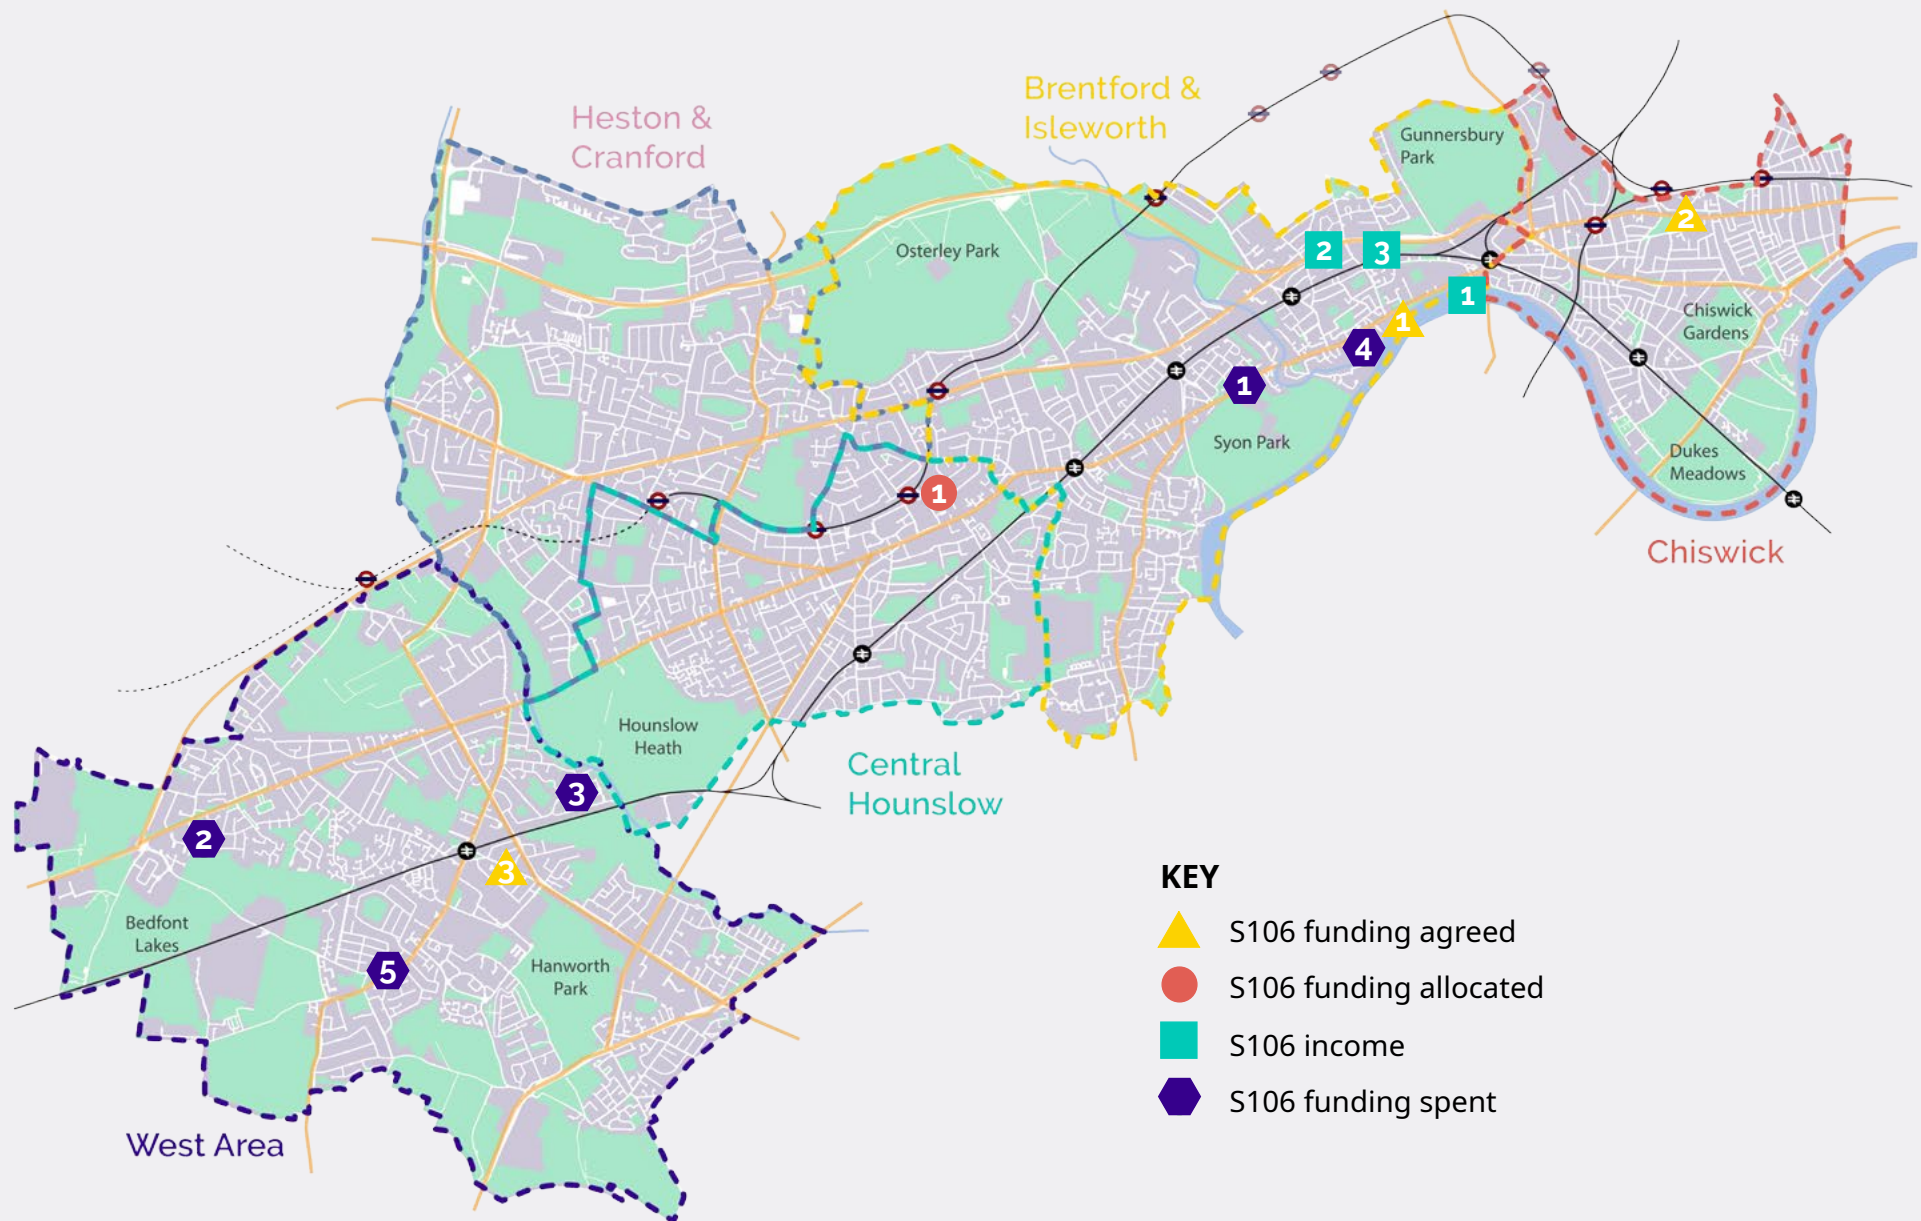 Heston &
Cranford
Brentford &
Isleworth
Gunnersbury
Park
Osterley Park
2
3
2
1
1
4
1
Chiswick
Gardens
Syon Park
Dukes
Meadows
1
Chiswick
Hounslow
Heath
Central
Hounslow
3
2
3
Bedfont
Lakes
5
Hanworth
Park
West Area
KEY
S106 funding agreed
S106 funding allocated
S106 income
S106 funding spent